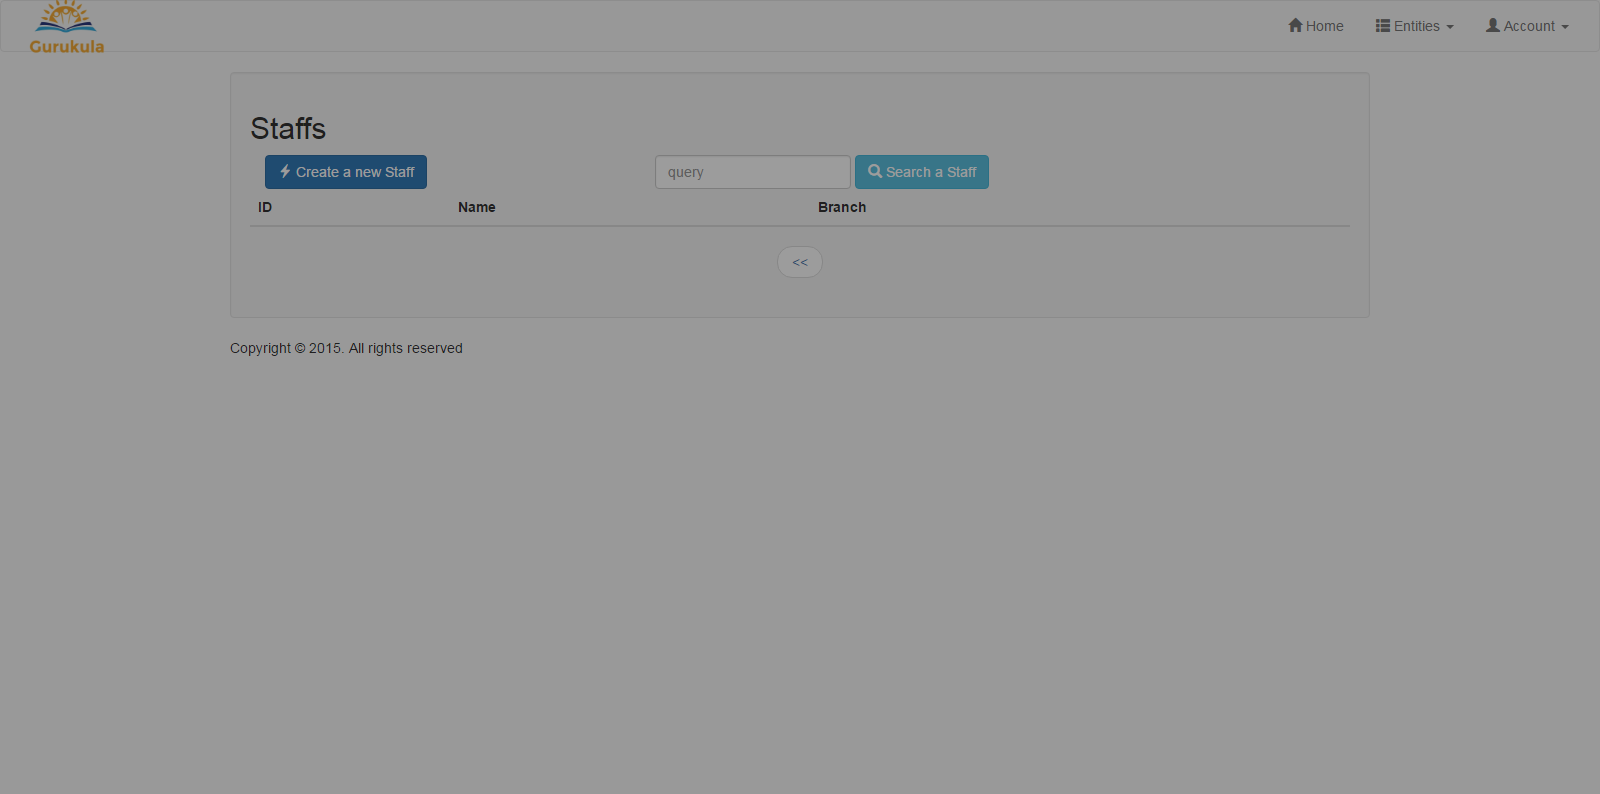 Gurukula
Home Entities Account
Staffs
Create a new Staff query Search a Staff
ID Name Branch
<<
Copyright © 2015. All rights reserved